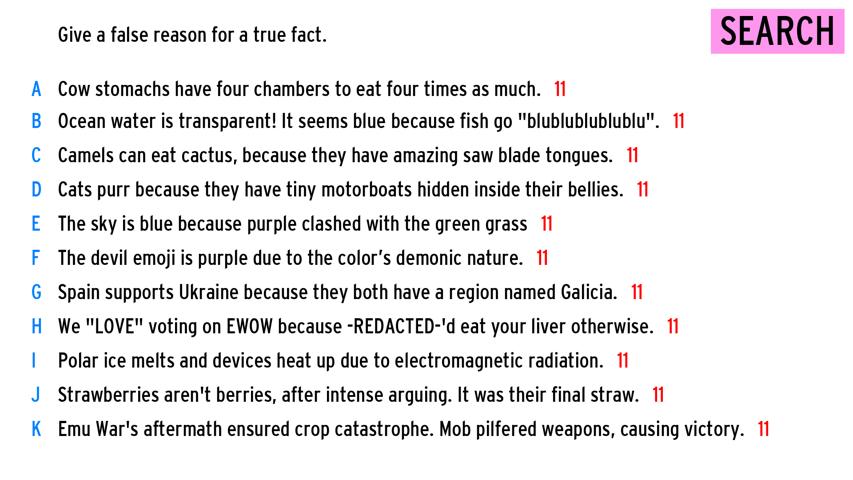 Give a false reason for a true fact.
SEARCH
A Cow stomachs have four chambers to eat four times as much. 11
B Ocean water is transparent! It seems blue because fish go "blublublublublu". 11
C Camels can eat cactus, because they have amazing saw blade tongues. 11
D Cats purr because they have tiny motorboats hidden inside their bellies. 11
E The sky is blue because purple clashed with the green grass 11
F The devil emoji is purple due to the color's demonic nature. 11
G Spain supports Ukraine because they both have a region named Galicia. 11
H We "LOVE" voting on EWOW because -REDACTED-'d eat your liver otherwise. 11
I Polar ice melts and devices heat up due to electromagnetic radiation. 11
J Strawberries aren't berries, after intense arguing. It was their final straw. 11
K Emu War's aftermath ensured crop catastrophe. Mob pilfered weapons, causing victory. 11